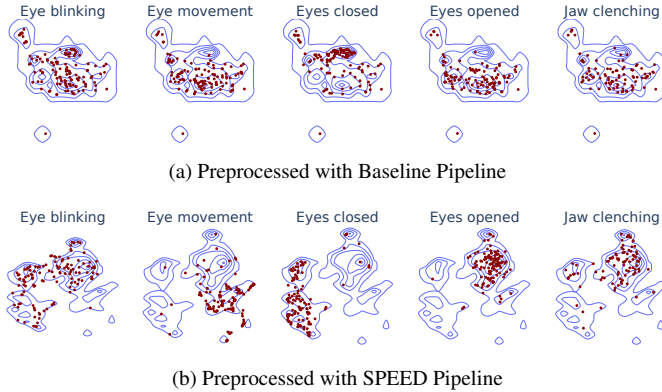 Eye blinking Eye movement Eyes closed Eyes opened Jaw clenching
(a) Preprocessed with Baseline Pipeline
Eye blinking Eye movement Eyes closed Eyes opened Jaw clenching
(b) Preprocessed with SPEED Pipeline